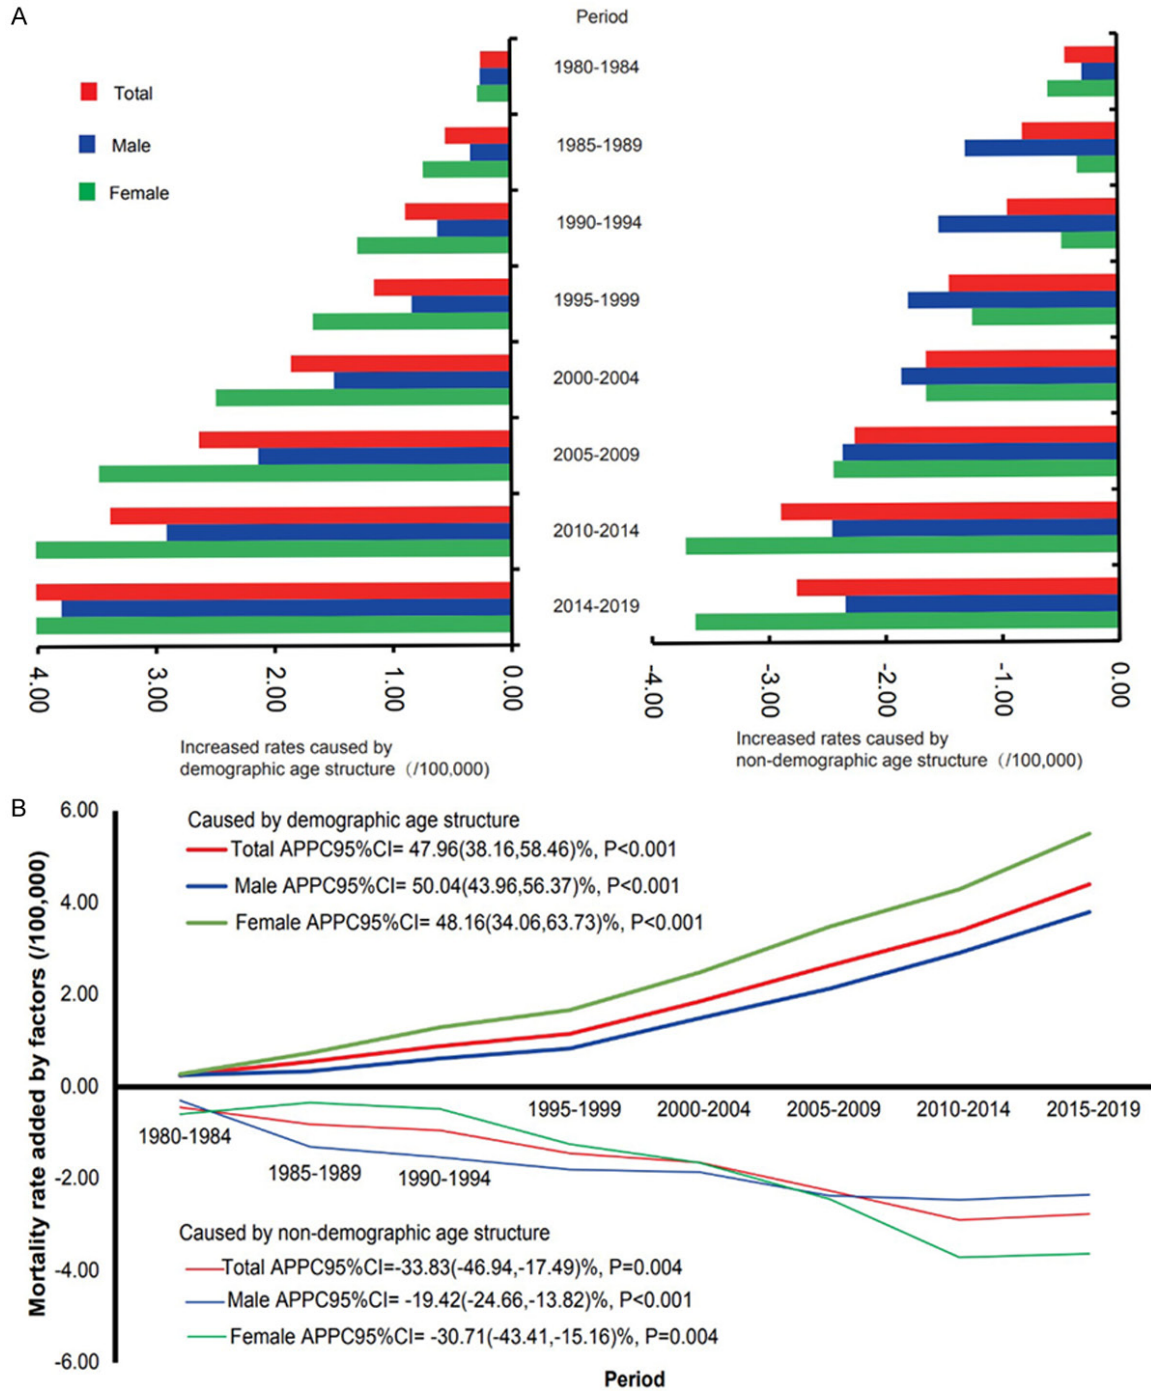 A
Period
Total
Male
Female
1980-1984
1985-1989
1990-1994
1995-1999
2000-2004
2005-2009
2010-2014
2014-2019
4.00 3.00 2.00 1.00 0.00
-4.00 -3.00 -2.00 -1.00 0.00
Increased rates caused by
demographic age structure (/100,000)
Increased rates caused by
non-demographic age structure (/100,000)
B
Mortality rate added by factors (/100,000)
6.00
4.00
2.00
0.00
-2.00
-4.00
-6.00
Caused by demographic age structure
Total APPC95%CI= 47.96(38.16,58.46)%, P<0.001
Male APPC95%CI= 50.04(43.96,56.37)%, P<0.001
Female APPC95%CI= 48.16(34.06,63.73)%, P<0.001
1980-1984
1985-1989
1990-1994
1995-1999
2000-2004
2005-2009
2010-2014
2015-2019
Caused by non-demographic age structure
Total APPC95%CI=-33.83(-46.94,-17.49)%, P=0.004
Male APPC95%CI= -19.42(-24.66,-13.82)%, P<0.001
Female APPC95%CI= -30.71(-43.41,-15.16)%, P=0.004
Period